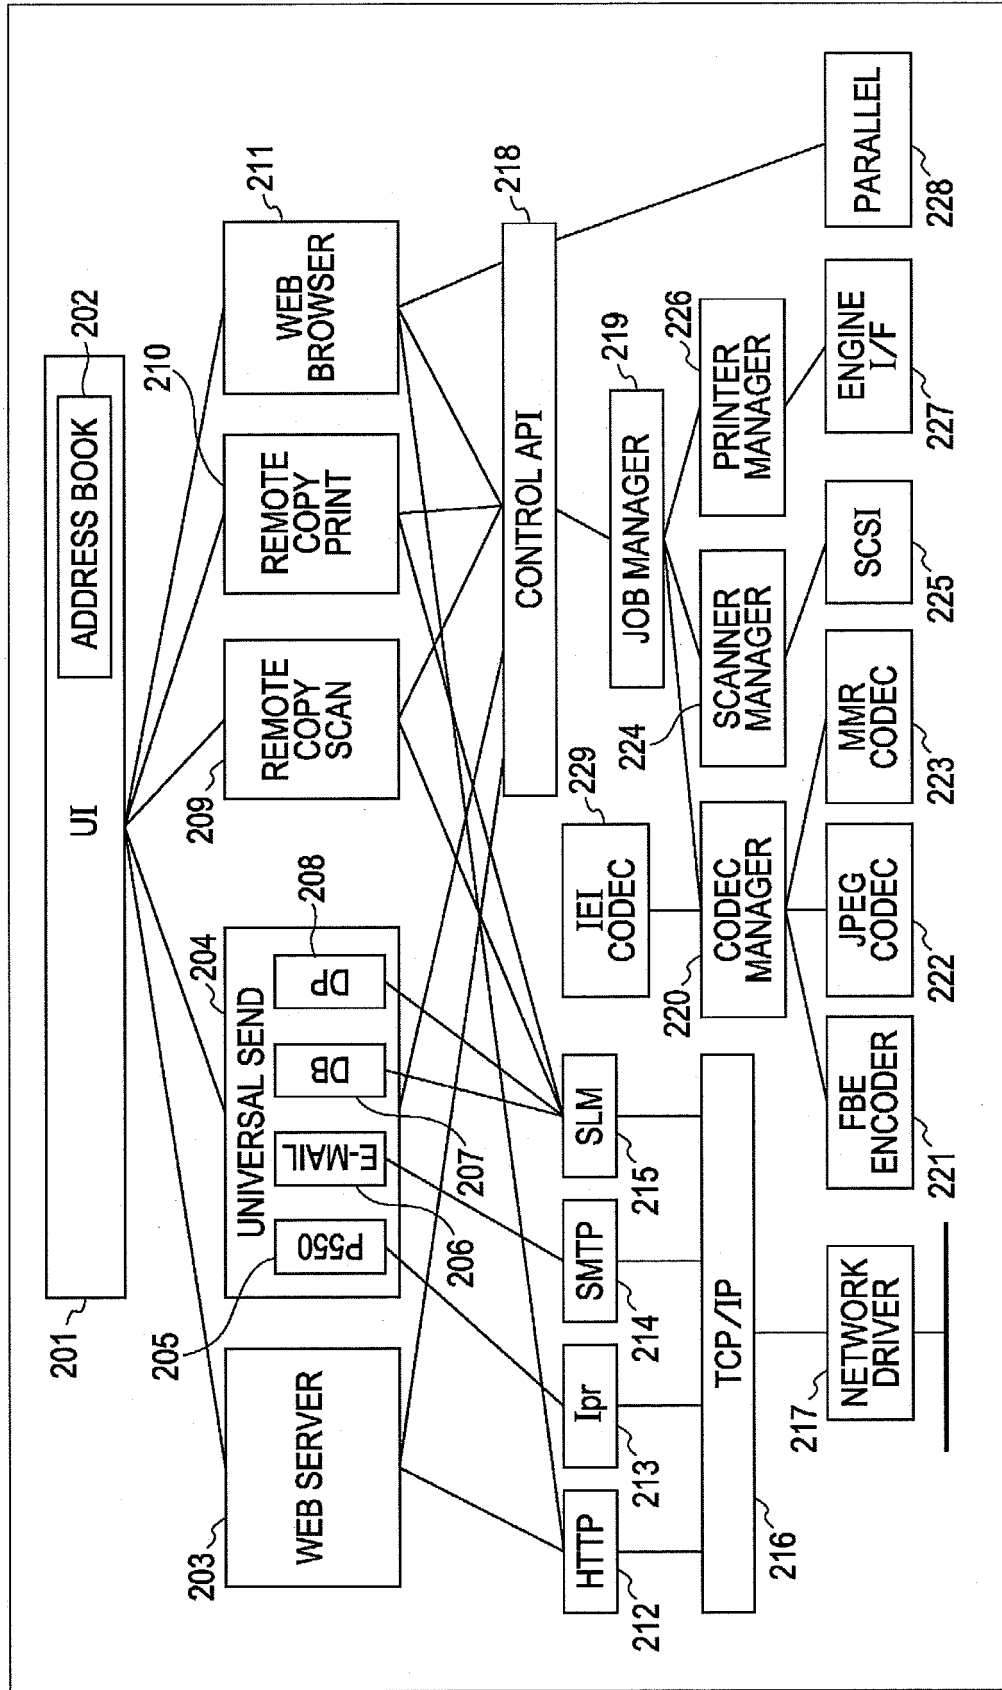 201
UI
ADDRESS BOOK
202
203
WEB SERVER
204
UNIVERSAL SEND
205
P550
206
E-MAIL
207
DB
208
DP
209
REMOTE
COPY
SCAN
210
REMOTE
COPY
PRINT
211
WEB
BROWSER
212
HTTP
213
Ipr
214
SMTP
215
SLM
216
TCP/IP
217
NETWORK
DRIVER
218
CONTROL API
219
JOB MANAGER
229
IEI
CODEC
220
CODEC
MANAGER
224
SCANNER
MANAGER
226
PRINTER
MANAGER
221
FBE
ENCODER
222
JPEG
CODEC
223
MMR
CODEC
225
SCSI
227
ENGINE
I/F
228
PARALLEL